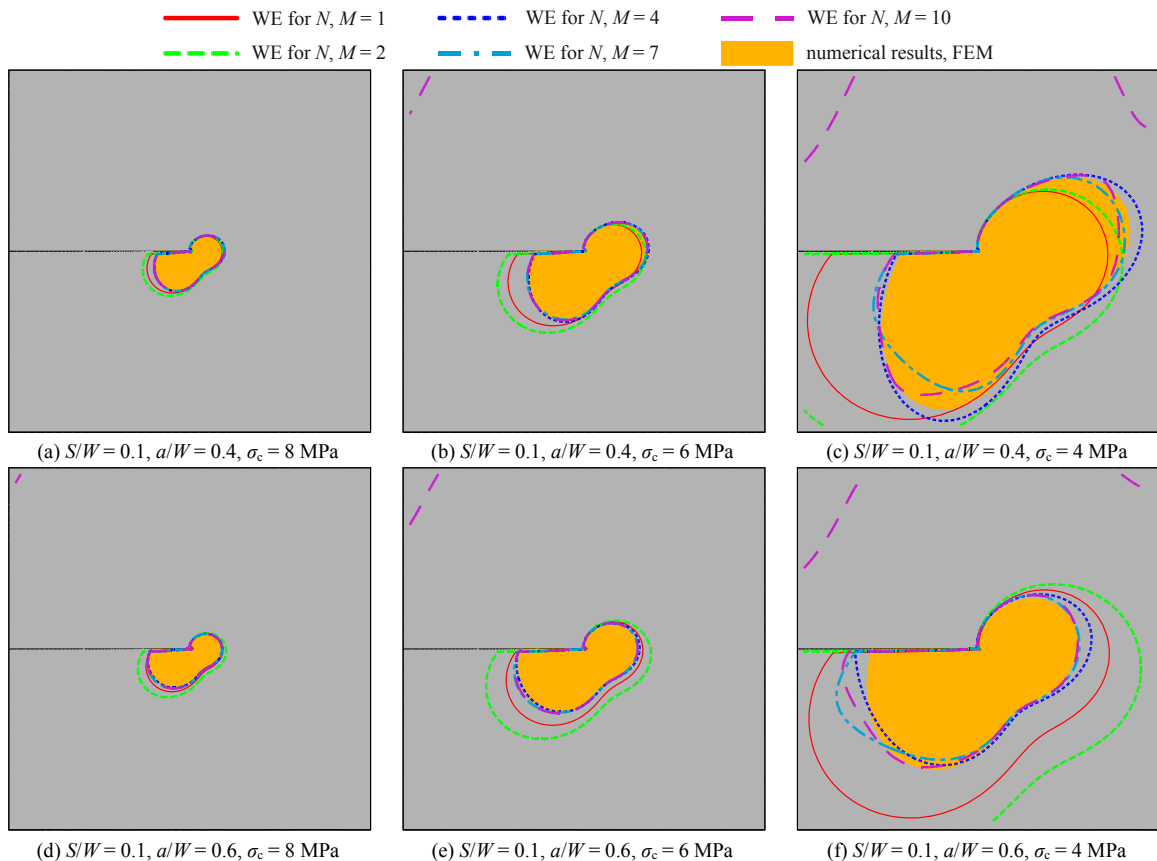 WE for N, M = 1
WE for N, M = 4
WE for N, M = 10
WE for N, M = 2
WE for N, M = 7
numerical results, FEM
(a) S/W = 0.1, a/W = 0.4, σc = 8 MPa
(b) S/W = 0.1, a/W = 0.4, σc = 6 MPa
(c) S/W = 0.1, a/W = 0.4, σc = 4 MPa
(d) S/W = 0.1, a/W = 0.6, σc = 8 MPa
(e) S/W = 0.1, a/W = 0.6, σc = 6 MPa
(f) S/W = 0.1, a/W = 0.6, σc = 4 MPa